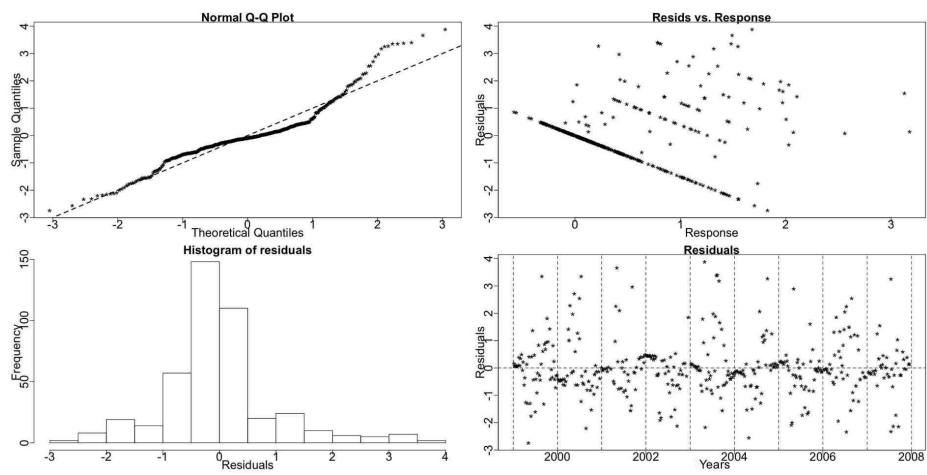 Normal Q-Q Plot
Sample Quantiles
4
3
2
1
0
-1
-2
-3
-3 -2 -1 0 1 2 3
Theoretical Quantiles
Resids vs. Response
Residuals
4
3
2
1
0
-1
-2
-3
0 1 2 3
Response
Histogram of residuals
Frequency
150
100
50
0
-3 -2 -1 0 1 2 3 4
Residuals
Residuals
Residuals
4
3
2
1
0
-1
-2
-3
2000 2002 2004 2006 2008
Years